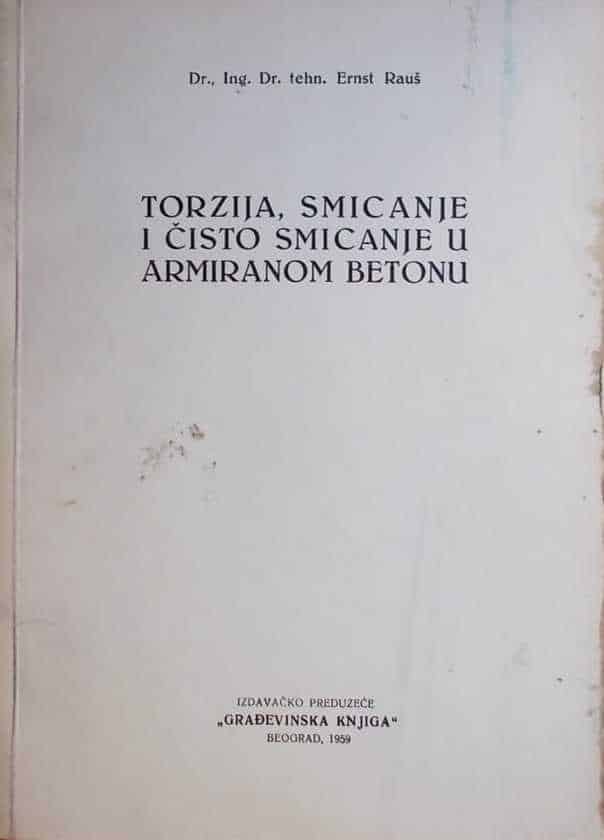 Dr., Ing. Dr. tehn. Ernst Rauš
TORZIJA, SMICANJE
I ČISTO SMICANJE U
ARMIRANOM BETONU
IZDAVAČKO PREDUZEĆE
„GRAĐEVINSKA KNJIGA“
BEOGRAD, 1959